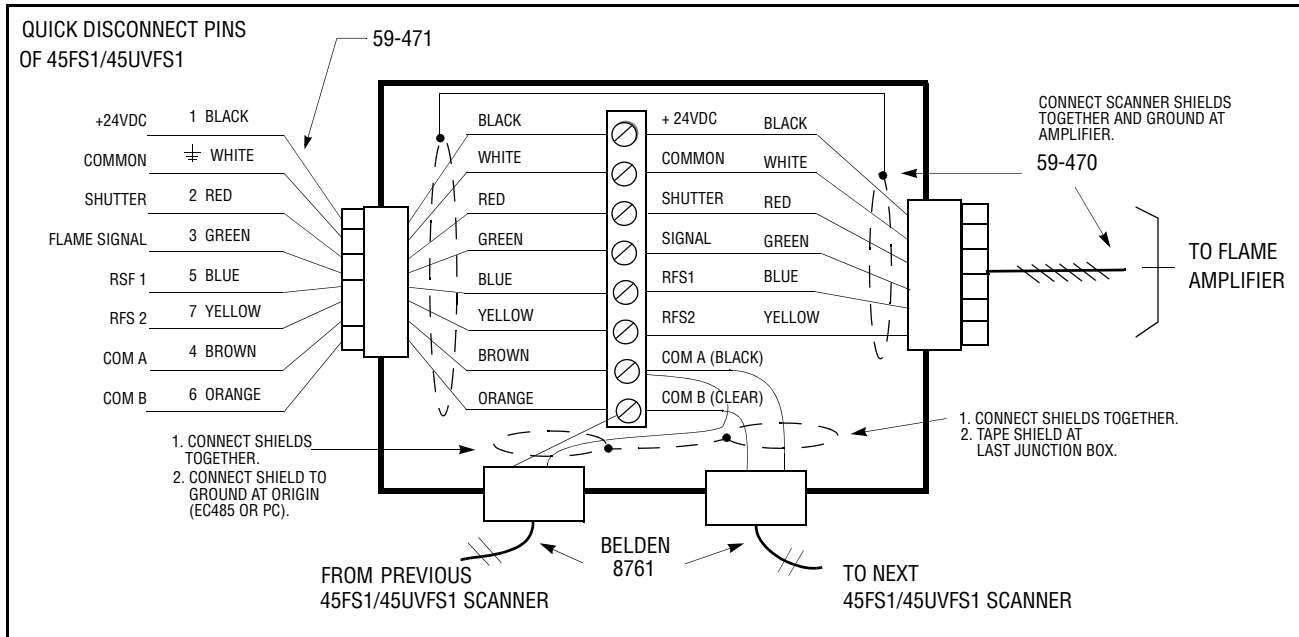 QUICK DISCONNECT PINS
OF 45FS1/45UVFS1
59-471
+24VDC 1 BLACK
COMMON WHITE
SHUTTER 2 RED
FLAME SIGNAL 3 GREEN
RSF 1 5 BLUE
RFS 2 7 YELLOW
COM A 4 BROWN
COM B 6 ORANGE
BLACK
WHITE
RED
GREEN
BLUE
YELLOW
BROWN
ORANGE
+ 24VDC BLACK
COMMON WHITE
SHUTTER RED
SIGNAL GREEN
RFS1 BLUE
RFS2 YELLOW
COM A (BLACK)
COM B (CLEAR)
CONNECT SCANNER SHIELDS
TOGETHER AND GROUND AT
AMPLIFIER.
59-470
TO FLAME
AMPLIFIER
1. CONNECT SHIELDS
TOGETHER.
2. CONNECT SHIELD TO
GROUND AT ORIGIN
(EC485 OR PC).
1. CONNECT SHIELDS TOGETHER.
2. TAPE SHIELD AT
LAST JUNCTION BOX.
BELDEN
8761
FROM PREVIOUS
45FS1/45UVFS1 SCANNER
TO NEXT
45FS1/45UVFS1 SCANNER